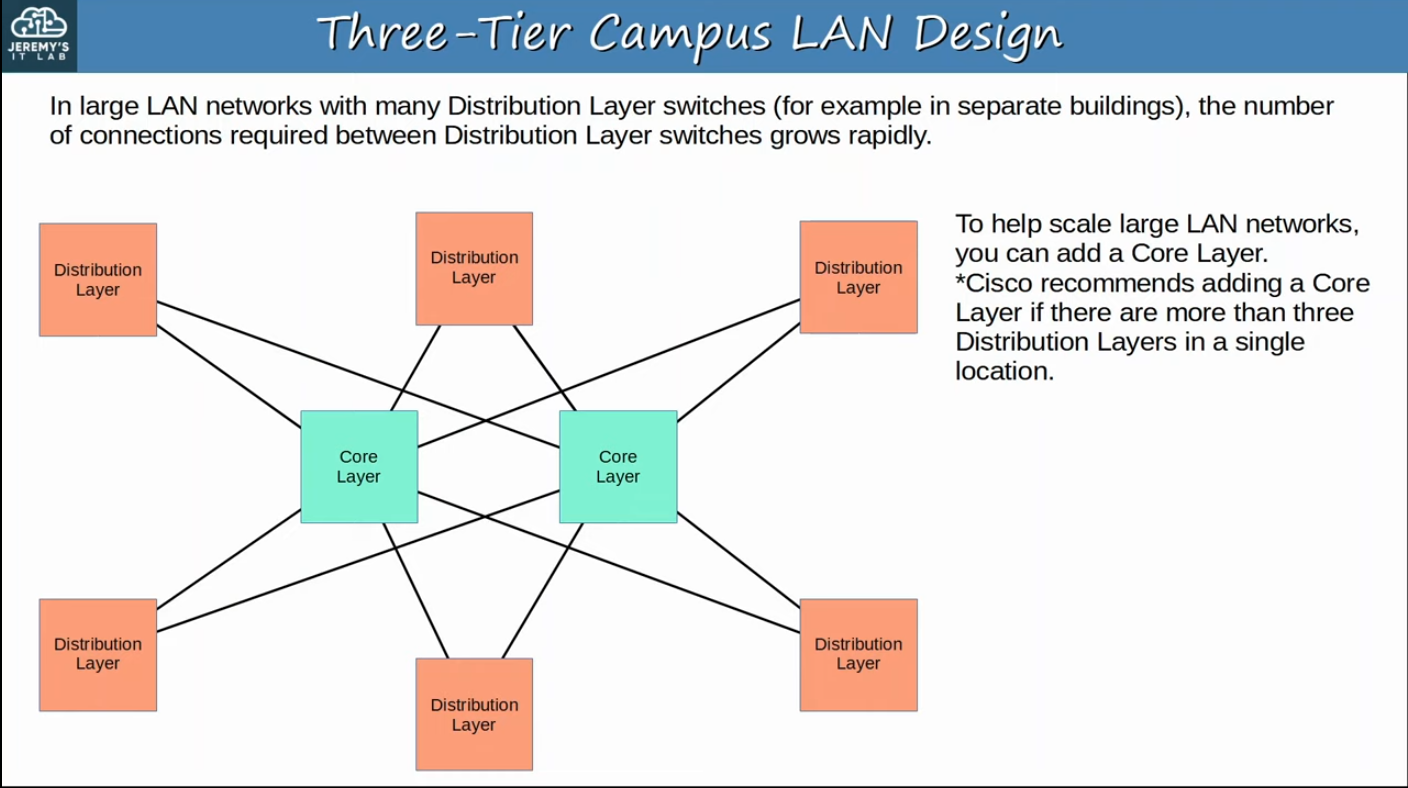 JEREMY'S
IT LAB
Three-Tier Campus LAN Design
In large LAN networks with many Distribution Layer switches (for example in separate buildings), the number
of connections required between Distribution Layer switches grows rapidly.
Distribution
Layer
Distribution
Layer
Distribution
Layer
To help scale large LAN networks,
you can add a Core Layer.
*Cisco recommends adding a Core
Layer if there are more than three
Distribution Layers in a single
location.
Core
Layer
Core
Layer
Distribution
Layer
Distribution
Layer
Distribution
Layer